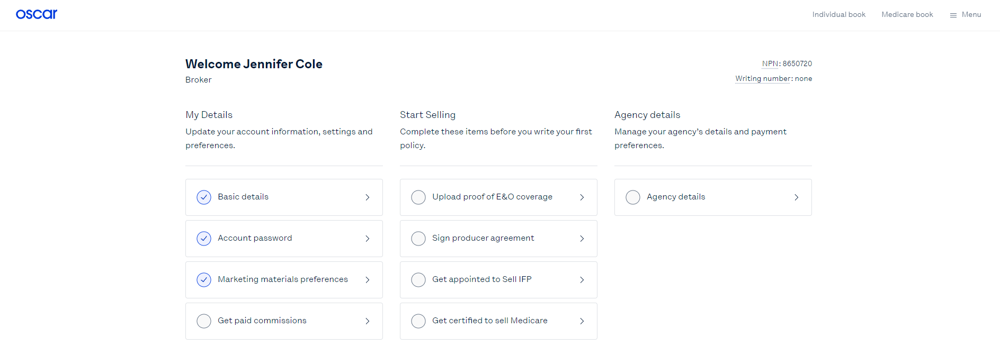 oscar
Individual book
Medicare book
Menu
Welcome Jennifer Cole
Broker
NPN: 8650720
Writing number: none
My Details
Update your account information, settings and
preferences.
Basic details
Account password
Marketing materials preferences
Get paid commissions
Start Selling
Complete these items before you write your first
policy.
Upload proof of E&O coverage
Sign producer agreement
Get appointed to Sell IFP
Get certified to sell Medicare
Agency details
Manage your agency’s details and payment
preferences.
Agency details